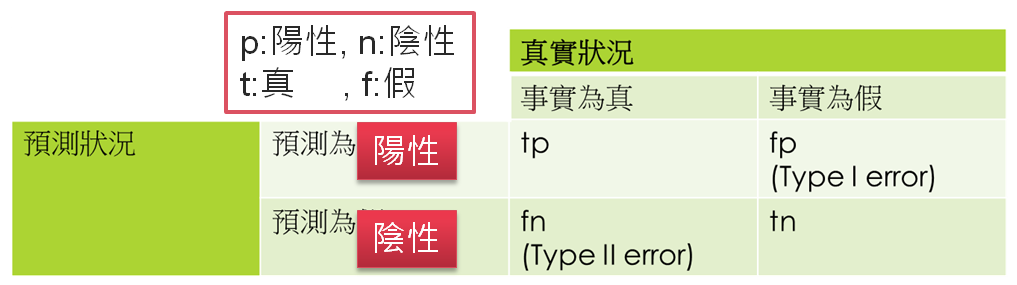 p:陽性, n:陰性
t:真 , f:假
真實狀況
事實為真 事實為假
預測狀況 預測為 陽性 tp fp
(Type I error)
預測為 陰性 fn tn
(Type II error)